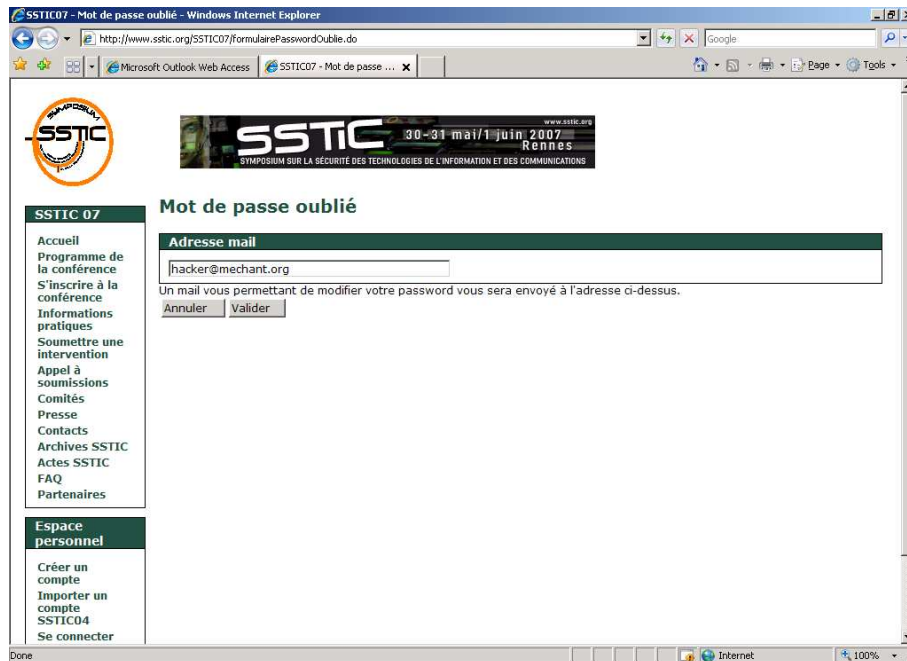 SSTIC07 - Mot de passe oublié - Windows Internet Explorer
http://www.sstic.org/SSTIC07/formulairePasswordOublie.do
Google
Microsoft Outlook Web Access
SSTIC07 - Mot de passe ...
Page
Tools
SYMPOSIUM
SSTIC
www.sstic.org
SSTIC
30-31 mai/1 juin 2007
Rennes
SYMPOSIUM SUR LA SÉCURITÉ DES TECHNOLOGIES DE L'INFORMATION ET DES COMMUNICATIONS
SSTIC 07
Accueil
Programme de
la conférence
S'inscrire à la
conférence
Informations
pratiques
Soumettre une
intervention
Appel à
soumissions
Comités
Presse
Contacts
Archives SSTIC
Actes SSTIC
FAQ
Partenaires
Espace
personnel
Créer un
compte
Importer un
compte
SSTIC04
Se connecter
Mot de passe oublié
Adresse mail
hacker@mechant.org
Un mail vous permettant de modifier votre password vous sera envoyé à l'adresse ci-dessus.
Annuler
Valider
Done
Internet
100%